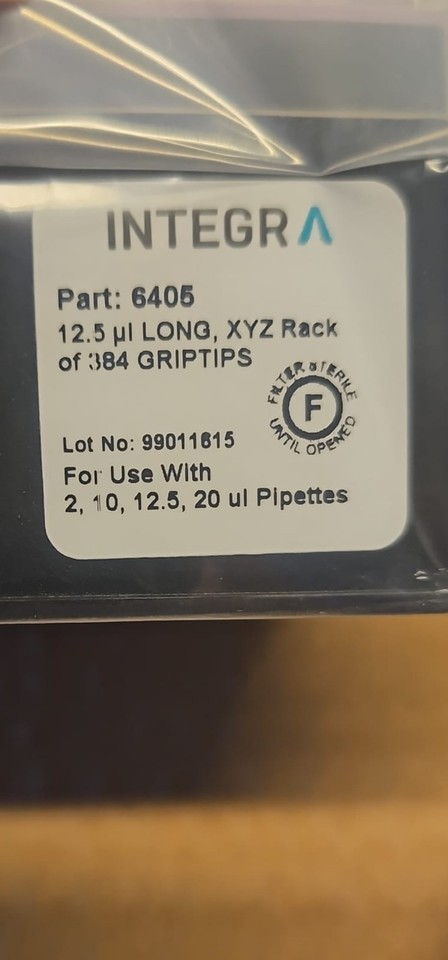 INTEGRA
Part: 6405
12.5 µl LONG, XYZ Rack
of 384 GRIPTIPS
FILTER STERILE
F
UNTIL OPENED
Lot No: 99011615
For Use With
2, 10, 12.5, 20 ul Pipettes